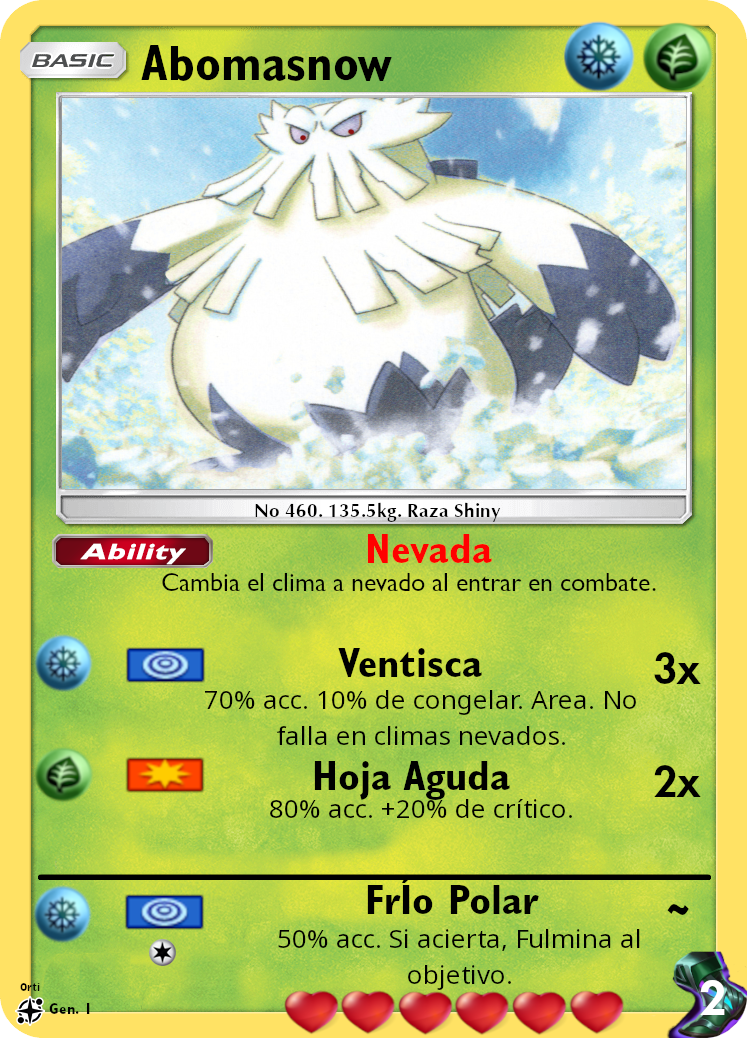 BASIC Abomasnow
No 460. 135.5kg. Raza Shiny
Ability Nevada
Cambia el clima a nevado al entrar en combate.
Ventisca 3x
70% acc. 10% de congelar. Area. No
falla en climas nevados.
Hoja Aguda 2x
80% acc. +20% de crítico.
FrÍo Polar ~
50% acc. Si acierta, Fulmina al
objetivo.
Orti
Gen. 1
2